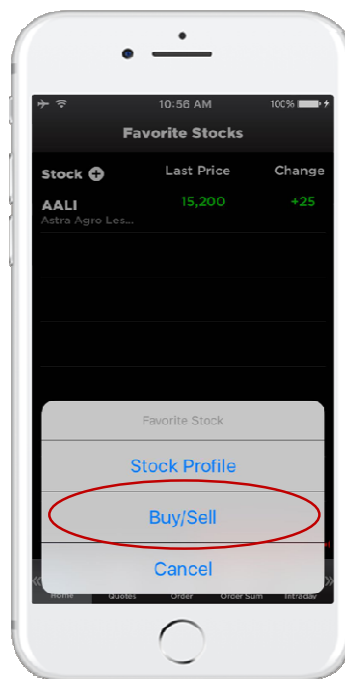 10:56 AM 100%
Favorite Stocks
Stock Last Price Change
AALI 15,200 +25
Astra Agro Les...
Favorite Stock
Stock Profile
Buy/Sell
Cancel
Home Quotes Order Order Sum Intraday